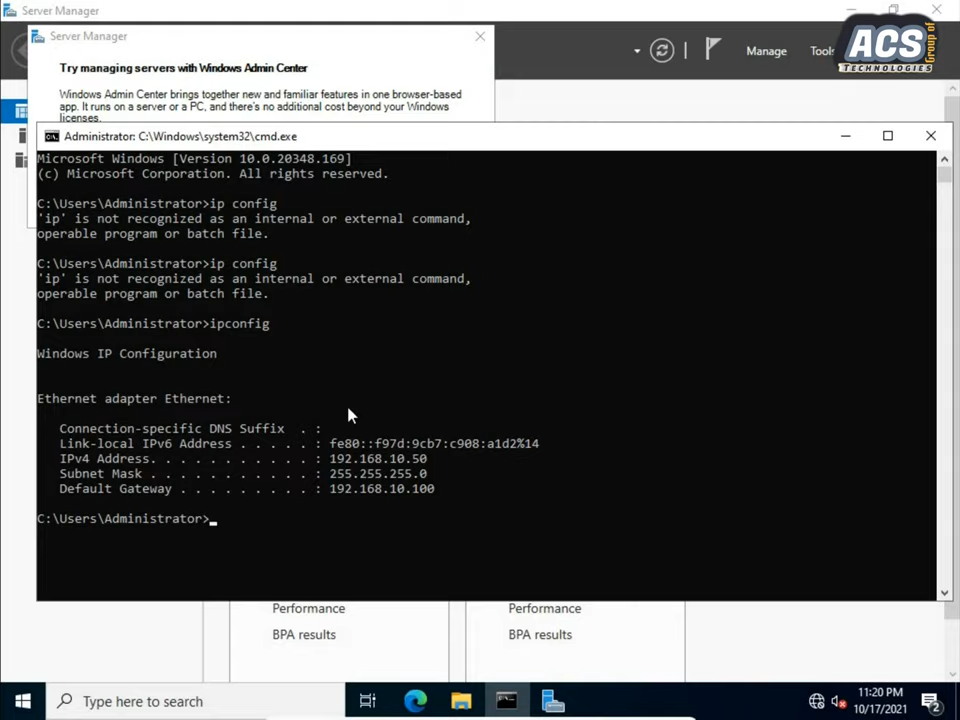 Server Manager
Server Manager
Try managing servers with Windows Admin Center
Windows Admin Center brings together new and familiar features in one browser-based
app. It runs on a server or a PC, and there's no additional cost beyond your Windows
licenses.
Manage
Tools
ACS
TECHNOLOGIES
Group of
Administrator: C:\Windows\system32\cmd.exe
Microsoft Windows [Version 10.0.20348.169]
(c) Microsoft Corporation. All rights reserved.
C:\Users\Administrator>ip config
'ip' is not recognized as an internal or external command,
operable program or batch file.
C:\Users\Administrator>ip config
'ip' is not recognized as an internal or external command,
operable program or batch file.
C:\Users\Administrator>ipconfig
Windows IP Configuration
Ethernet adapter Ethernet:
Connection-specific DNS Suffix . :
Link-local IPv6 Address . . . . . : fe80::f97d:9cb7:c908:a1d2%14
IPv4 Address. . . . . . . . . . . : 192.168.10.50
Subnet Mask . . . . . . . . . . . : 255.255.255.0
Default Gateway . . . . . . . . . : 192.168.10.100
C:\Users\Administrator>
Performance
Performance
BPA results
BPA results
Type here to search
11:20 PM
10/17/2021
2